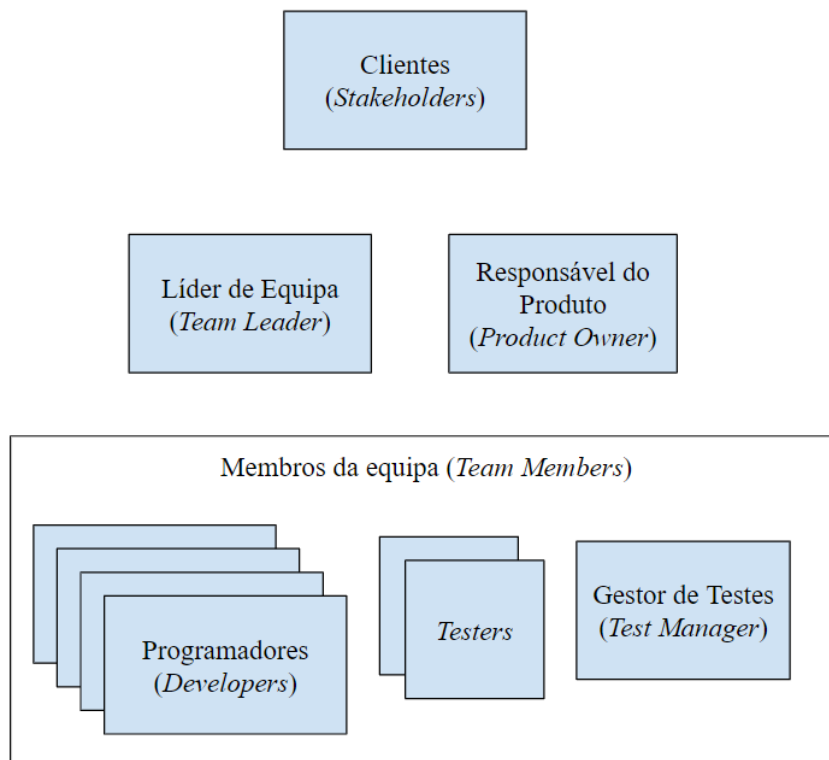 Clientes
(Stakeholders)
Líder de Equipa
(Team Leader)
Responsável do
Produto
(Product Owner)
Membros da equipa (Team Members)
Programadores
(Developers)
Testers
Gestor de Testes
(Test Manager)